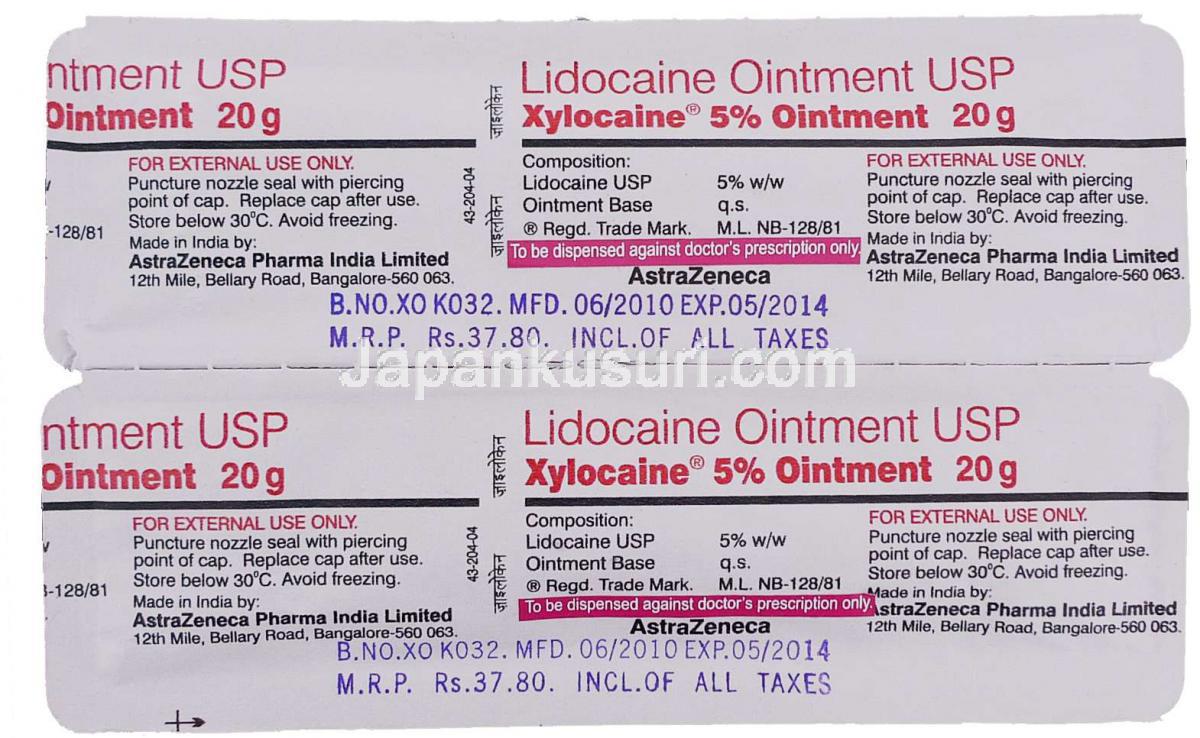 ntment USP
Ointment 20 g
FOR EXTERNAL USE ONLY.
Puncture nozzle seal with piercing
point of cap. Replace cap after use.
Store below 30°C. Avoid freezing.
-128/81
Made in India by:
AstraZeneca Pharma India Limited
12th Mile, Bellary Road, Bangalore-560 063.
43-204-04
ज़ाइलोकेन
ज़ाइलोकेन
Lidocaine Ointment USP
Xylocaine® 5% Ointment 20 g
Composition:
Lidocaine USP 5% w/w
Ointment Base q.s.
® Regd. Trade Mark. M.L. NB-128/81
To be dispensed against doctor's prescription only.
AstraZeneca
FOR EXTERNAL USE ONLY.
Puncture nozzle seal with piercing
point of cap. Replace cap after use.
Store below 30°C. Avoid freezing.
Made in India by:
AstraZeneca Pharma India Limited
12th Mile, Bellary Road, Bangalore-560 063.
B.NO.XO K032. MFD. 06/2010 EXP.05/2014
M.R.P. Rs.37.80. INCL.OF ALL TAXES
Japankusuri.com
ntment USP
Ointment 20 g
FOR EXTERNAL USE ONLY.
Puncture nozzle seal with piercing
point of cap. Replace cap after use.
Store below 30°C. Avoid freezing.
-128/81
Made in India by:
AstraZeneca Pharma India Limited
12th Mile, Bellary Road, Bangalore-560 063.
43-204-04
ज़ाइलोकेन
ज़ाइलोकेन
Lidocaine Ointment USP
Xylocaine® 5% Ointment 20 g
Composition:
Lidocaine USP 5% w/w
Ointment Base q.s.
® Regd. Trade Mark. M.L. NB-128/81
To be dispensed against doctor's prescription only.
AstraZeneca
FOR EXTERNAL USE ONLY.
Puncture nozzle seal with piercing
point of cap. Replace cap after use.
Store below 30°C. Avoid freezing.
Made in India by:
AstraZeneca Pharma India Limited
12th Mile, Bellary Road, Bangalore-560 063.
B.NO.XO K032. MFD. 06/2010 EXP.05/2014
M.R.P. Rs.37.80. INCL.OF ALL TAXES